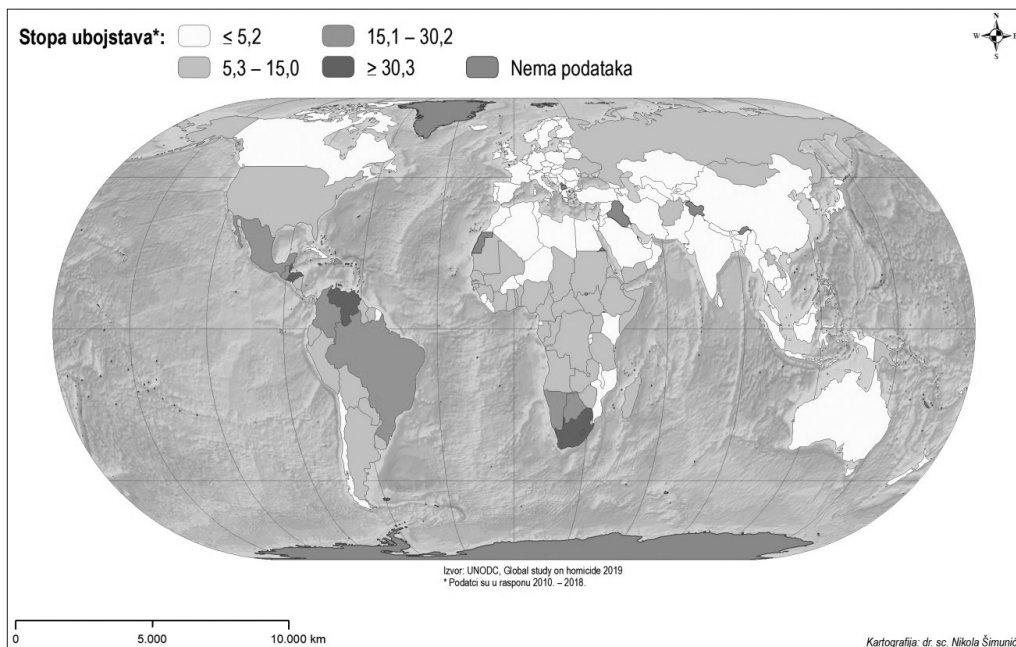 Stopa ubojstava*: ≤ 5,2 15,1 – 30,2
5,3 – 15,0 ≥ 30,3 Nema podataka
N
W E
S
Izvor: UNODC, Global study on homicide 2019
* Podatci su u rasponu 2010. – 2018.
0 5.000 10.000 km
Kartografija: dr. sc. Nikola Šimunić